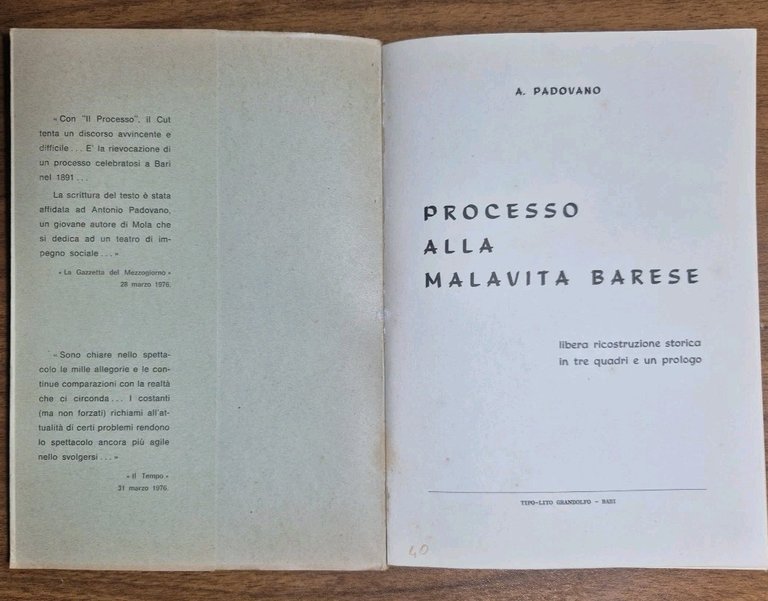 « Con "Il Processo". il Cut
tenta un discorso avvincente e
difficile . . . E' la rievocazione di
un processo celebratosi a Bari
nel 1891 . . .
La scrittura del testo è stata
affidata ad Antonio Padovano,
un giovane autore di Mola che
si dedica ad un teatro di im-
pegno sociale . . . »
« La Gazzetta del Mezzogiorno »
28 marzo 1976.
« Sono chiare nello spetta-
colo le mille allegorie e le con-
tinue comparazioni con la realtà
che ci circonda . . . I costanti
(ma non forzati) richiami all'at-
tualità di certi problemi rendono
lo spettacolo ancora più agile
nello svolgersi . . . »
« Il Tempo »
31 marzo 1976.
A. PADOVANO
PROCESSO
ALLA
MALAVITA BARESE
libera ricostruzione storica
in tre quadri e un prologo
TIPO-LITO GRANDOLFO - BARI
40